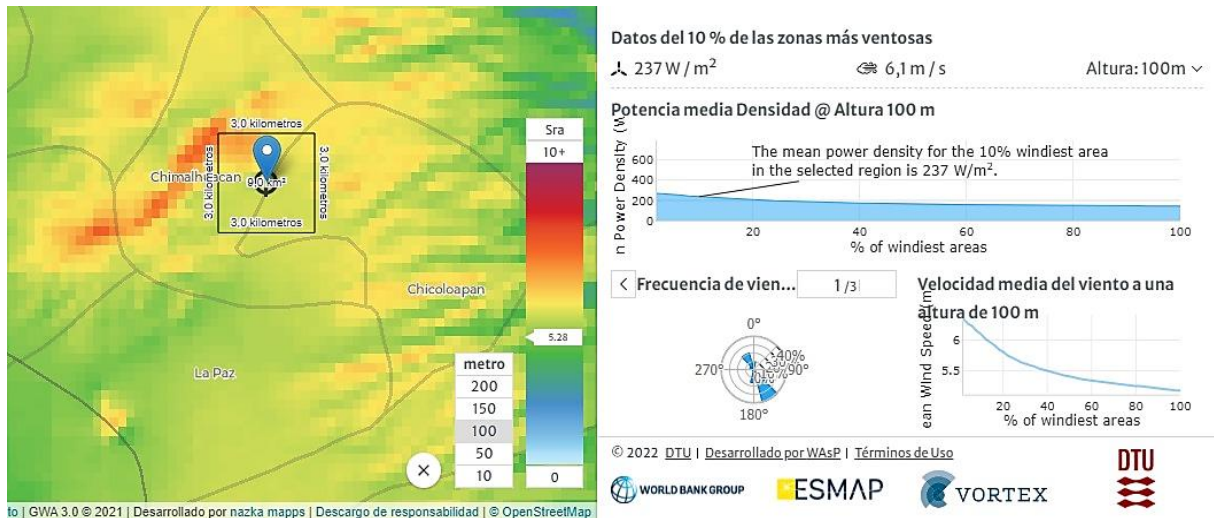 3,0 kilometros
3,0 kilometros
3,0 kilometros
3,0 kilometros
9,0 km²
Chicoloapan
La Paz
Sra
10+
5.28
0
metro
200
150
100
50
10
to | GWA 3.0 © 2021 | Desarrollado por nazka mapps | Descargo de responsabilidad | © OpenStreetMap
Datos del 10 % de las zonas más ventosas
237 W / m² 6,1 m / s Altura: 100m
Potencia media Densidad @ Altura 100 m
n Power Density (W
600
400
200
0
The mean power density for the 10% windiest area
in the selected region is 237 W/m².
20 40 60 80 100
% of windiest areas
< Frecuencia de vien... 1 /3
0°
270°
90°
180°
40%
Velocidad media del viento a una
altura de 100 m
ean Wind Speed (m
6
5.5
20 40 60 80 100
% of windiest areas
© 2022 DTU | Desarrollado por WAsP | Términos de Uso
WORLD BANK GROUP
ESMAP
VORTEX
DTU